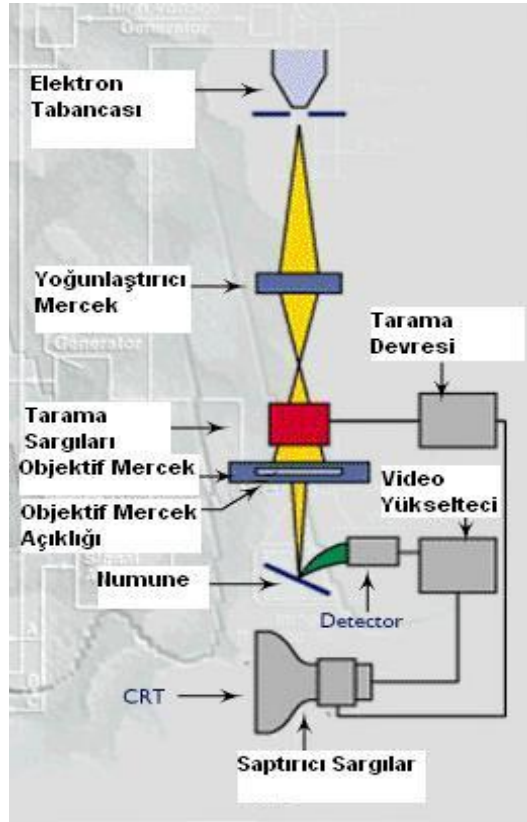 Elektron
Tabancası
Yoğunlaştırıcı
Mercek
Generator
Tarama
Devresi
Tarama
Sargıları
Objektif Mercek
Objektif Mercek
Açıklığı
Video
Yükselteci
Numune
Detector
CRT
Saptırıcı Sargılar